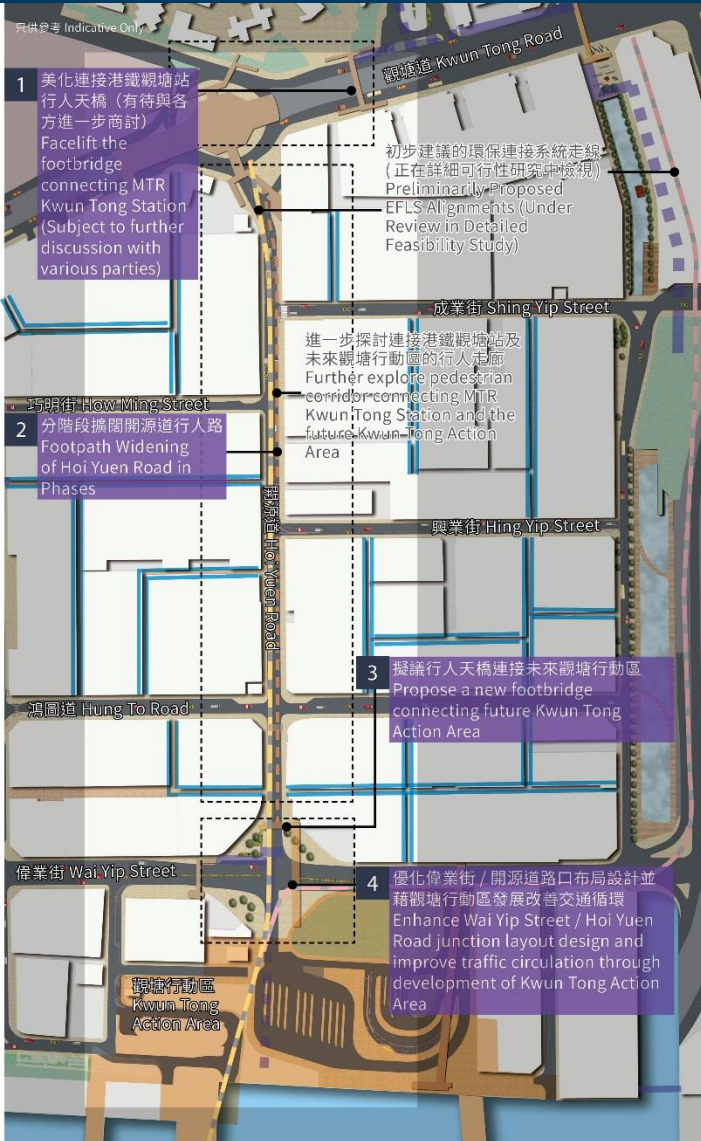 只供參考 Indicative Only
觀塘道 Kwun Tong Road
1
美化連接港鐵觀塘站
行人天橋（有待與各
方進一步商討）
Facelift the
footbridge
connecting MTR
Kwun Tong Station
(Subject to further
discussion with
various parties)
初步建議的環保連接系統走線
(正在詳細可行性研究中檢視)
Preliminarily Proposed
EFLS Alignments (Under
Review in Detailed
Feasibility Study)
成業街 Shing Yip Street
進一步探討連接港鐵觀塘站及
未來觀塘行動區的行人走廊
Further explore pedestrian
corridor connecting MTR
Kwun Tong Station and the
future Kwun Tong Action
Area
巧明街 How Ming Street
2
分階段擴闊開源道行人路
Footpath Widening
of Hoi Yuen Road in
Phases
開源道 Hoi Yuen Road
興業街 Hing Yip Street
3
擬議行人天橋連接未來觀塘行動區
Propose a new footbridge
connecting future Kwun Tong
Action Area
鴻圖道 Hung To Road
偉業街 Wai Yip Street
4
優化偉業街 / 開源道路口布局設計並
藉觀塘行動區發展改善交通循環
Enhance Wai Yip Street / Hoi Yuen
Road junction layout design and
improve traffic circulation through
development of Kwun Tong Action
Area
觀塘行動區
Kwun Tong
Action Area